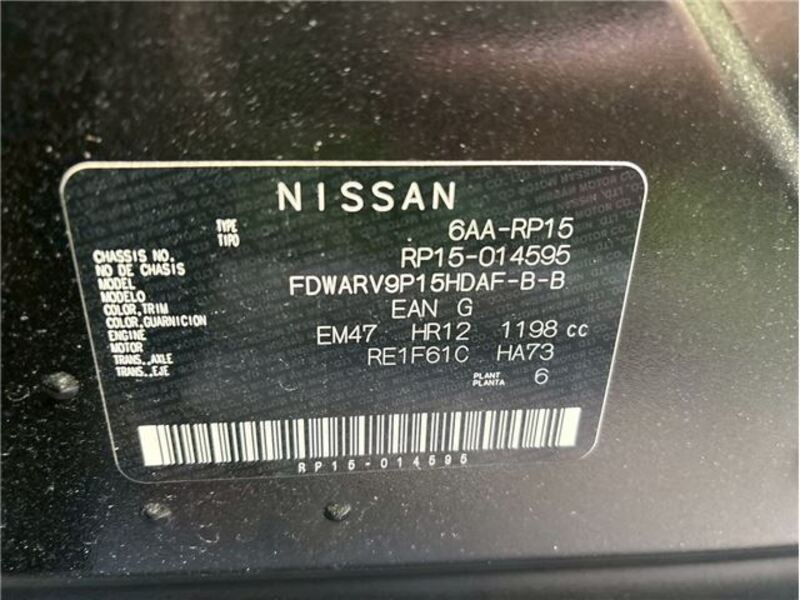 NISSAN
TYPE
TIPO
6AA-RP15
CHASSIS NO.
NO DE CHASIS
RP15-014595
MODEL
MODELO
FDWARV9P15HDAF-B-B
COLOR,TRIM
COLOR,GUARNICION
EAN G
ENGINE
MOTOR
EM47 HR12 1198 cc
TRANS.,AXLE
TRANS.,EJE
RE1F61C HA73
PLANT
PLANTA
6
RP15-014595